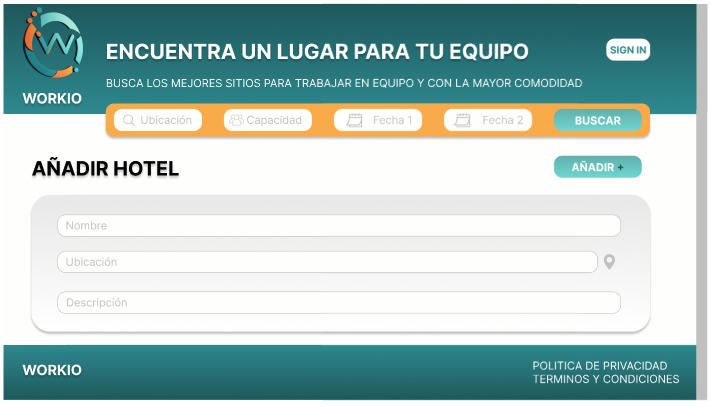 ENCUENTRA UN LUGAR PARA TU EQUIPO
SIGN IN
BUSCA LOS MEJORES SITIOS PARA TRABAJAR EN EQUIPO Y CON LA MAYOR COMODIDAD
WORKIO
Ubicación
Capacidad
Fecha 1
Fecha 2
BUSCAR
AÑADIR HOTEL
AÑADIR +
Nombre
Ubicación
Descripción
WORKIO
POLITICA DE PRIVACIDAD
TERMINOS Y CONDICIONES